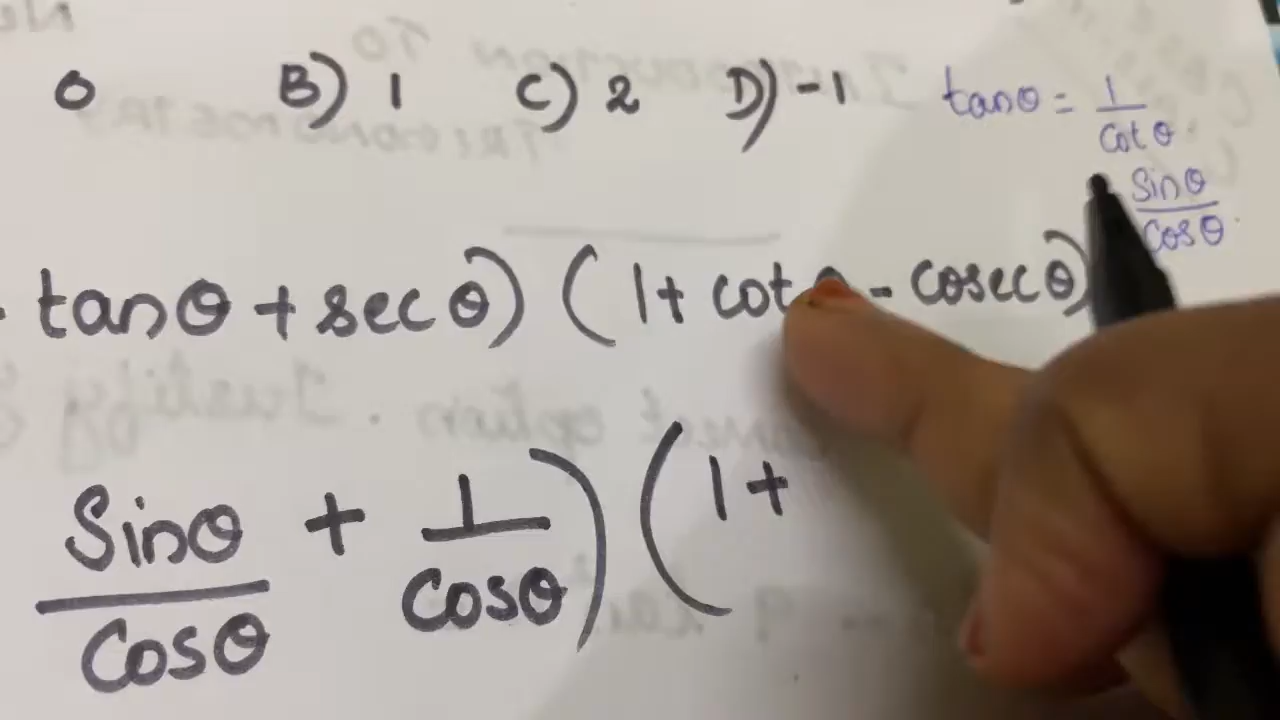 0 B) 1 C) 2 D) -1 tanθ = 1/cotθ
sinθ/cosθ
tanθ + secθ) (1 + cot - cosecθ)
sinθ/cosθ + 1/cosθ) (1 +